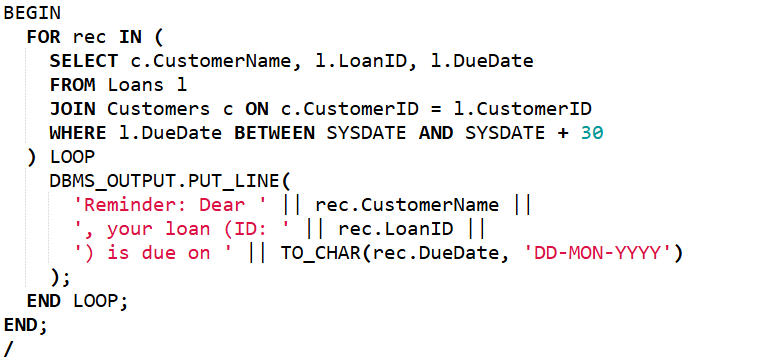 BEGIN
  FOR rec IN (
    SELECT c.CustomerName, l.LoanID, l.DueDate
    FROM Loans l
    JOIN Customers c ON c.CustomerID = l.CustomerID
    WHERE l.DueDate BETWEEN SYSDATE AND SYSDATE + 30
  ) LOOP
    DBMS_OUTPUT.PUT_LINE(
      'Reminder: Dear ' || rec.CustomerName ||
      ', your loan (ID: ' || rec.LoanID ||
      ') is due on ' || TO_CHAR(rec.DueDate, 'DD-MON-YYYY')
    );
  END LOOP;
END;
/